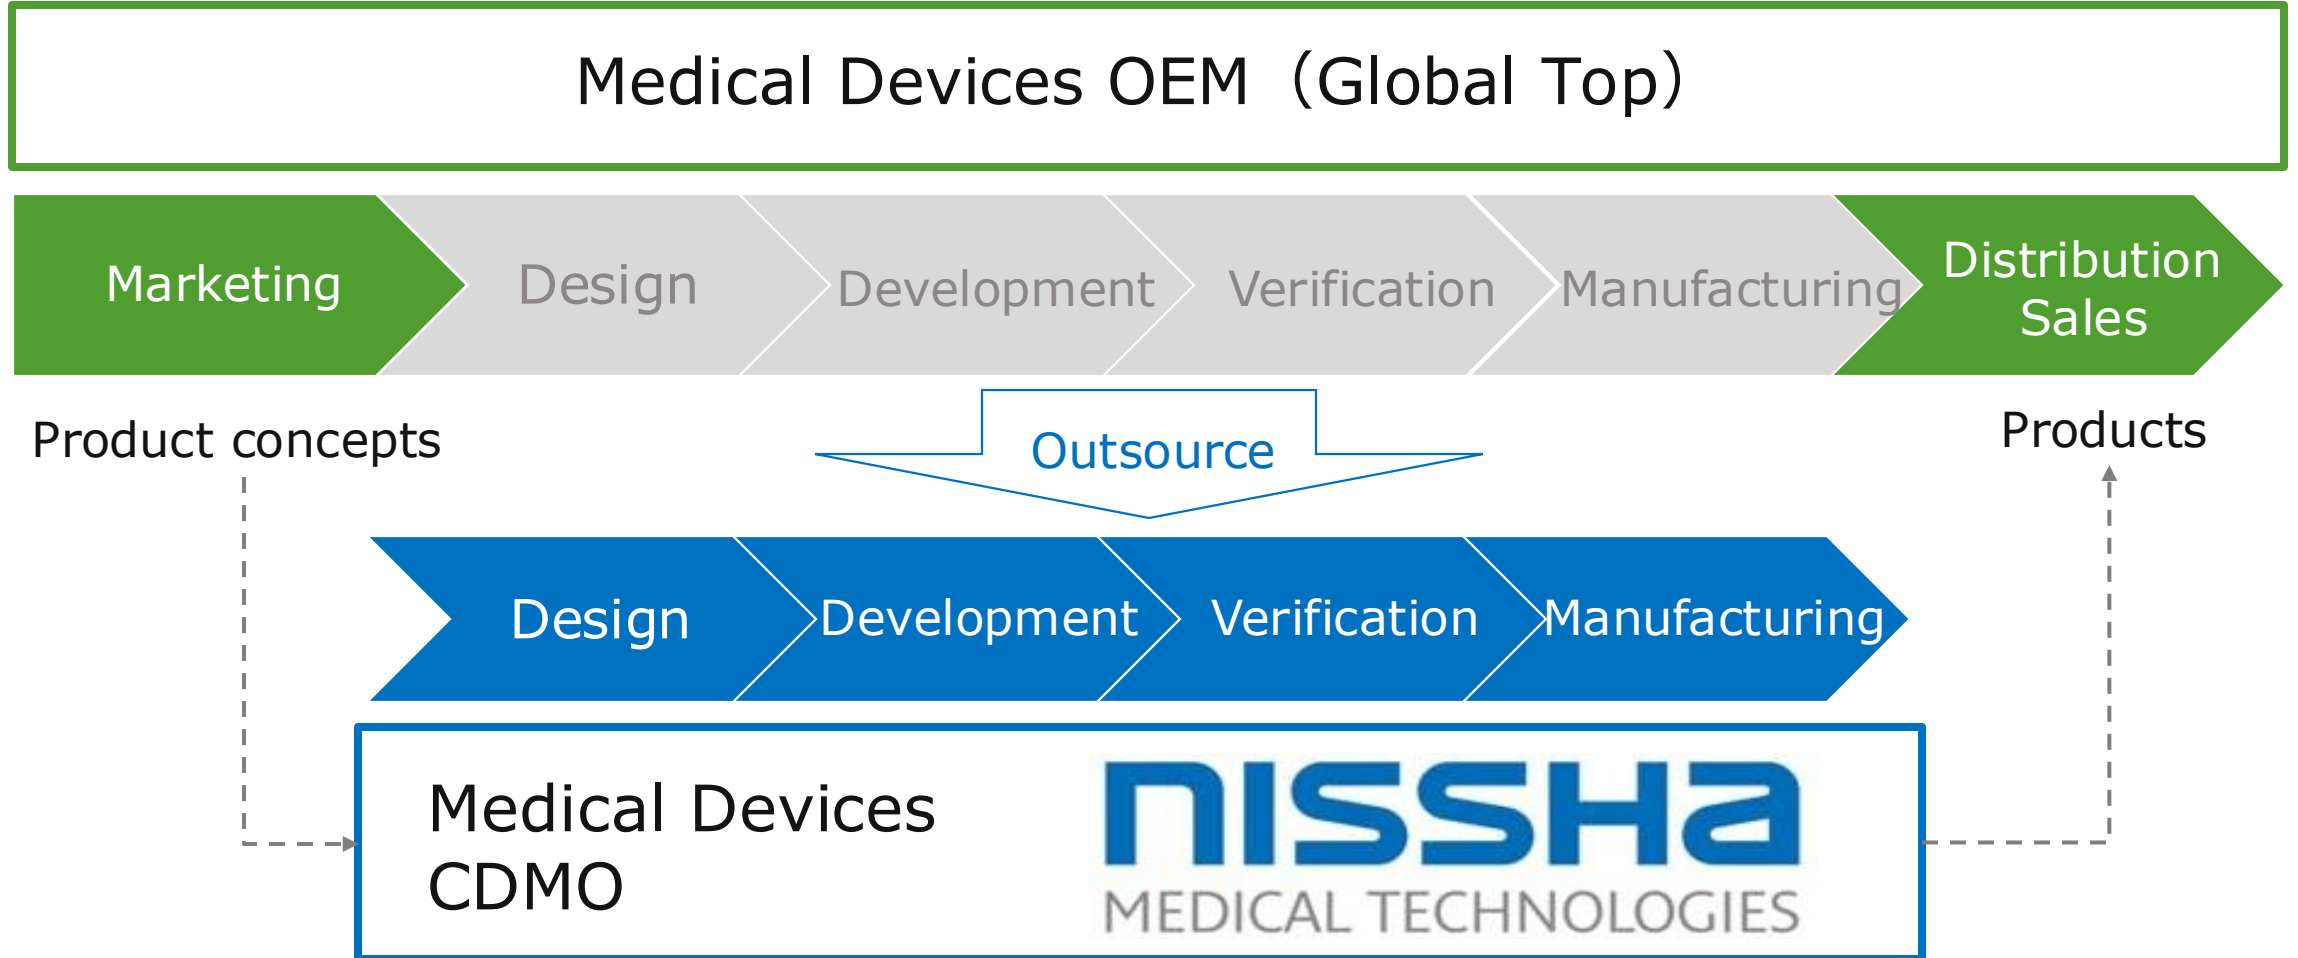 Medical Devices OEM（Global Top）
Marketing
Design
Development
Verification
Manufacturing
Distribution
Sales
Product concepts
Outsource
Products
Design
Development
Verification
Manufacturing
Medical Devices
CDMO
NISSHA
MEDICAL TECHNOLOGIES